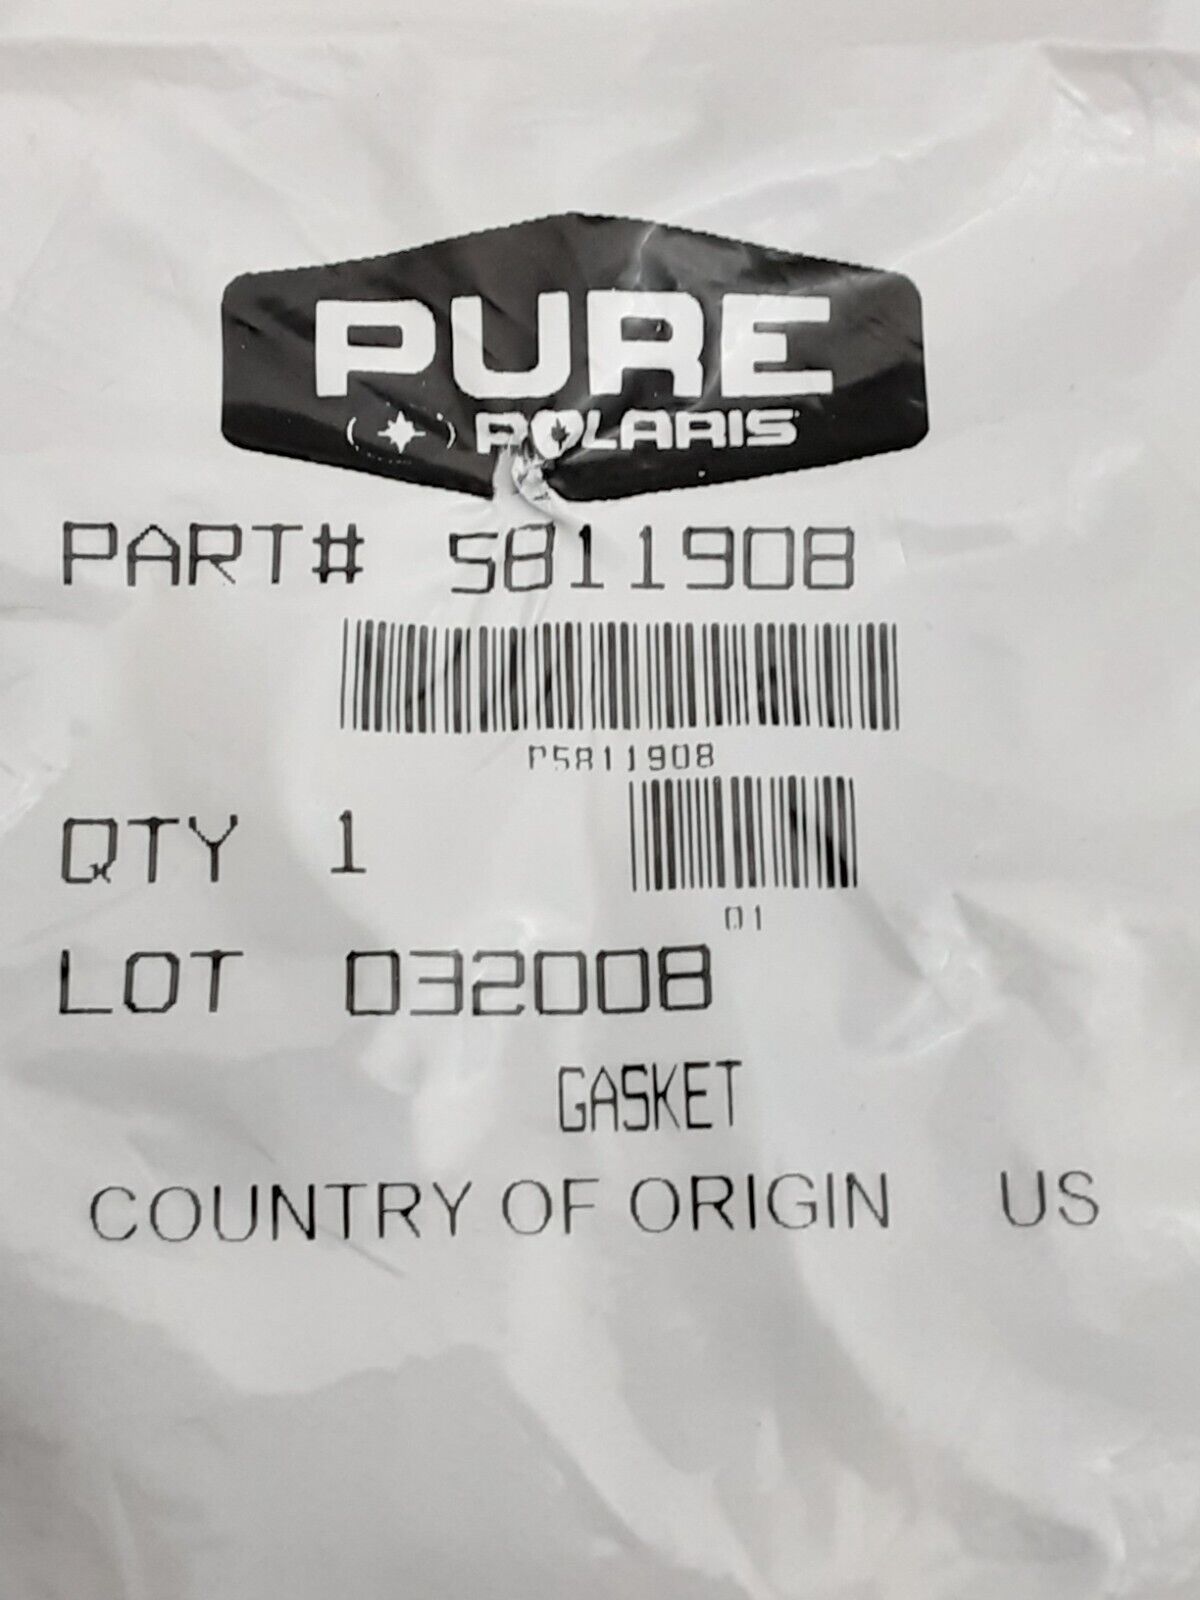 PURE
POLARIS
PART# 5811908
P5811908
QTY 1
01
LOT 032008
GASKET
COUNTRY OF ORIGIN US